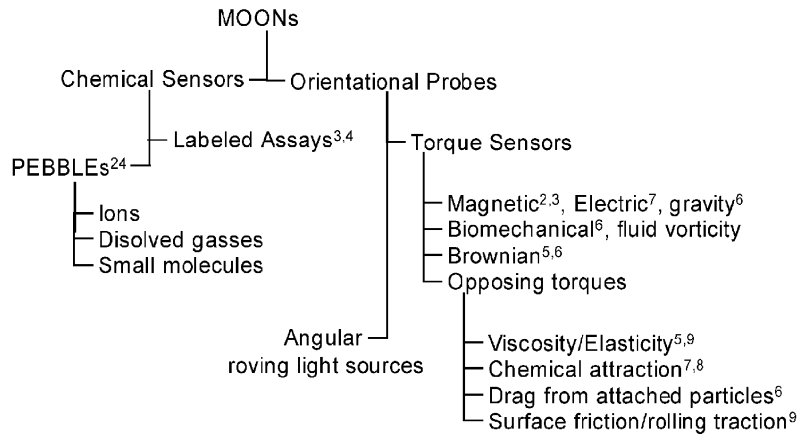 MOONs
Chemical Sensors
Orientational Probes
Labeled Assays3,4
Torque Sensors
PEBBLEs24
Ions
Disolved gasses
Small molecules
Magnetic2,3, Electric7, gravity6
Biomechanical6, fluid vorticity
Brownian5,6
Opposing torques
Angular
roving light sources
Viscosity/Elasticity5,9
Chemical attraction7,8
Drag from attached particles6
Surface friction/rolling traction9